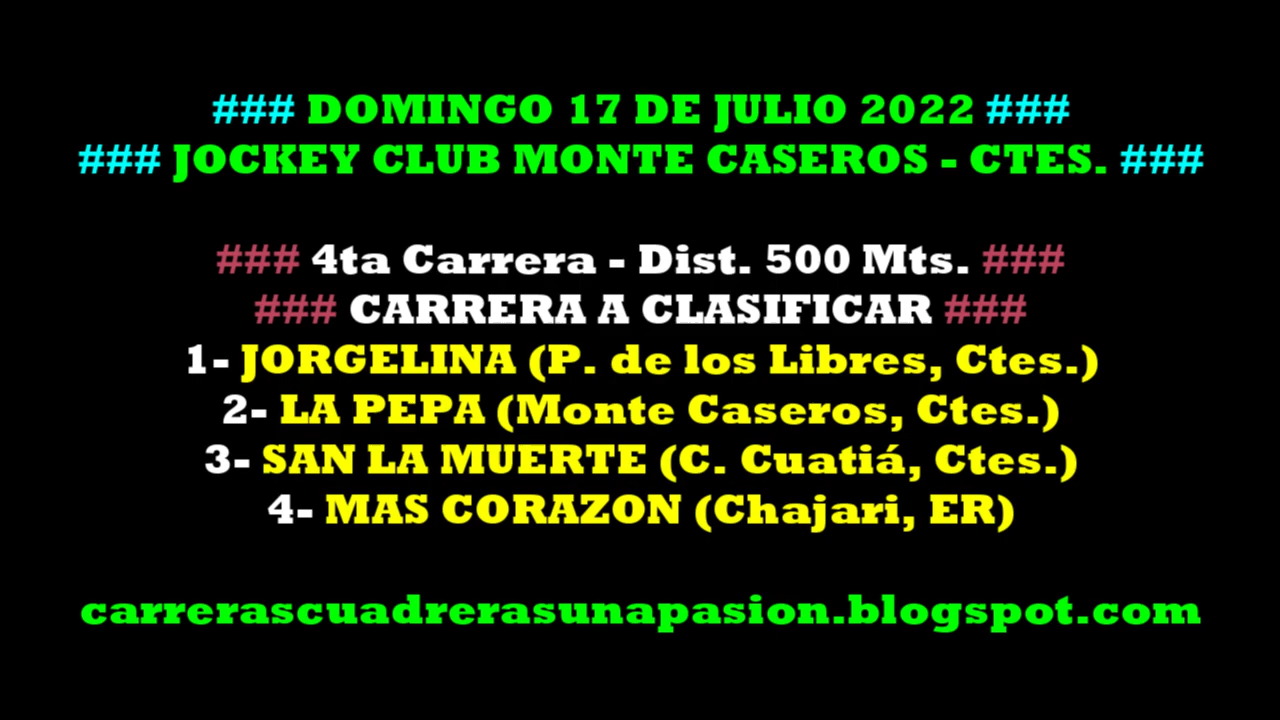 ### DOMINGO 17 DE JULIO 2022 ###
### JOCKEY CLUB MONTE CASEROS - CTES. ###
### 4ta Carrera - Dist. 500 Mts. ###
### CARRERA A CLASIFICAR ###
1- JORGELINA (P. de los Libres, Ctes.)
2- LA PEPA (Monte Caseros, Ctes.)
3- SAN LA MUERTE (C. Cuatiá, Ctes.)
4- MAS CORAZON (Chajari, ER)
carrerascuadrerasunapasion.blogspot.com